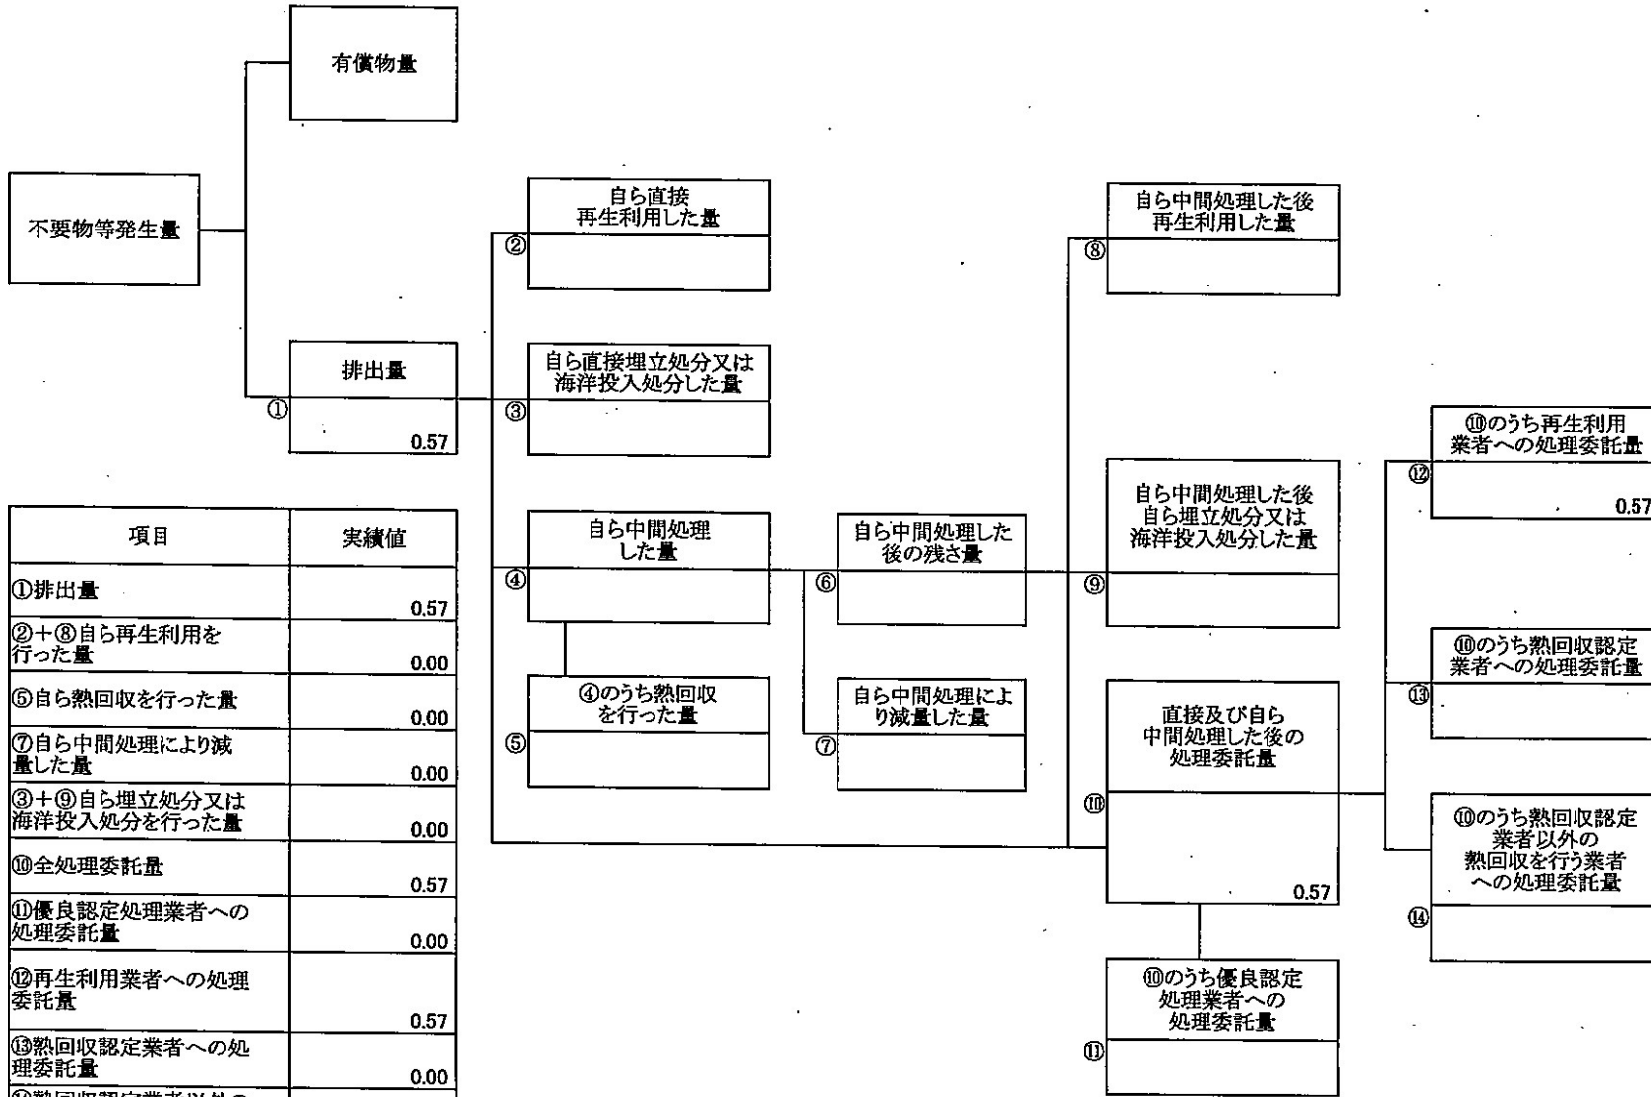 有償物量
不要物等発生量
排出量
①
0.57
自ら直接
再生利用した量
②
自ら直接埋立処分又は
海洋投入処分した量
③
自ら中間処理
した量
④
④のうち熱回収
を行った量
⑤
自ら中間処理した
後の残さ量
⑥
自ら中間処理によ
り減量した量
⑦
自ら中間処理した後
再生利用した量
⑧
自ら中間処理した後
自ら埋立処分又は
海洋投入処分した量
⑨
直接及び自ら
中間処理した後の
処理委託量
⑩
0.57
⑩のうち優良認定
処理業者への
処理委託量
⑪
⑩のうち再生利用
業者への処理委託量
⑫
0.57
⑩のうち熱回収認定
業者への処理委託量
⑬
⑩のうち熱回収認定
業者以外の
熱回収を行う業者
への処理委託量
⑭
項目 実績値
①排出量
0.57
②+⑧自ら再生利用を
行った量
0.00
⑤自ら熱回収を行った量
0.00
⑦自ら中間処理により減
量した量
0.00
③+⑨自ら埋立処分又は
海洋投入処分を行った量
0.00
⑩全処理委託量
0.57
⑪優良認定処理業者への
処理委託量
0.00
⑫再生利用業者への処理
委託量
0.57
⑬熱回収認定業者への処
理委託量
0.00